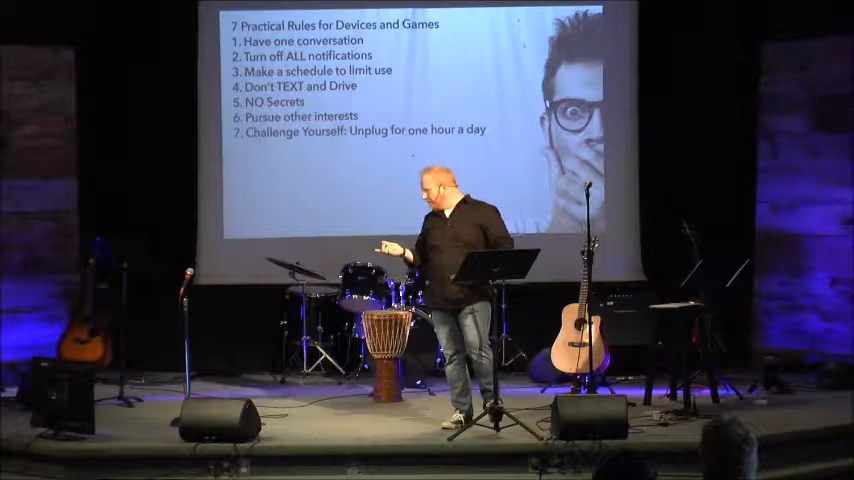 7 Practical Rules for Devices and Games
1. Have one conversation
2. Turn off ALL notifications
3. Make a schedule to limit use
4. Don't TEXT and Drive
5. NO Secrets
6. Pursue other interests
7. Challenge Yourself: Unplug for one Hour a Day